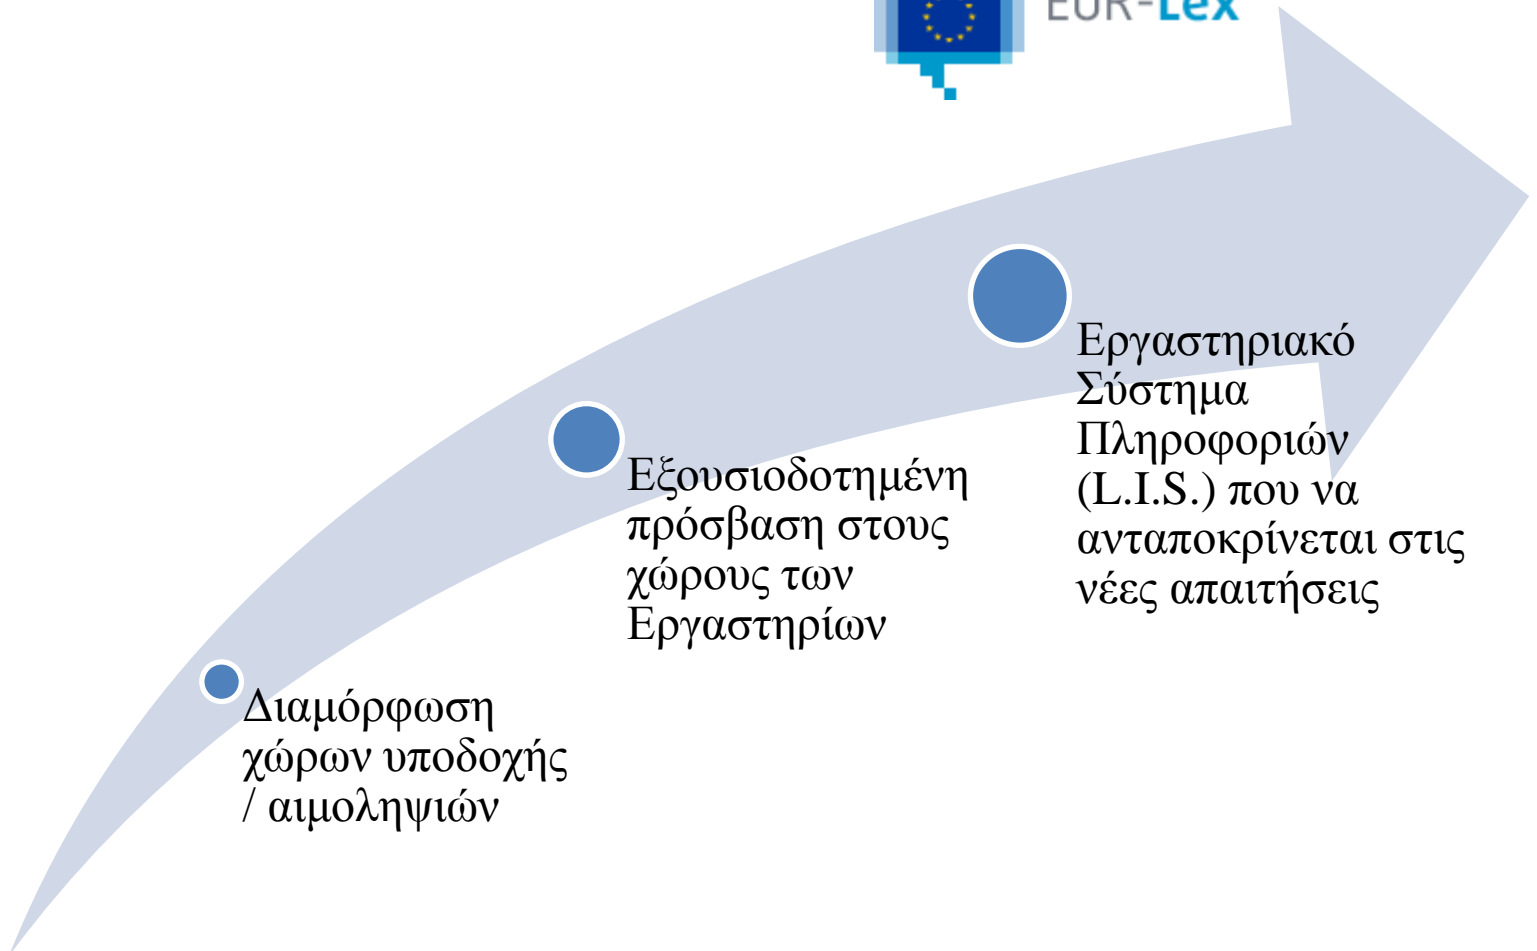 EUR-Lex
Εργαστηριακό
Σύστημα
Πληροφοριών
(L.I.S.) που να
ανταποκρίνεται στις
νέες απαιτήσεις
Εξουσιοδοτημένη
πρόσβαση στους
χώρους των
Εργαστηρίων
Διαμόρφωση
χώρων υποδοχής
/ αιμοληψιών